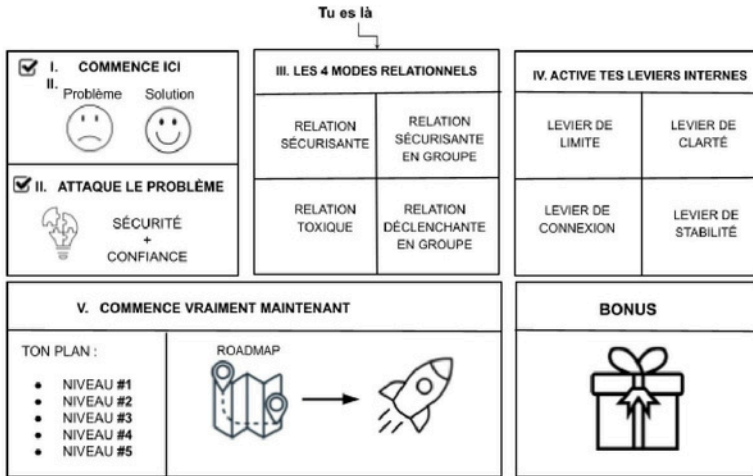 Tu es là
I. COMMENCE ICI
II.
Problème Solution
II. ATTAQUE LE PROBLÈME
SÉCURITÉ
+
CONFIANCE
III. LES 4 MODES RELATIONNELS
RELATION
SÉCURISANTE
RELATION
SÉCURISANTE
EN GROUPE
RELATION
TOXIQUE
RELATION
DÉCLENCHANTE
EN GROUPE
IV. ACTIVE TES LEVIERS INTERNES
LEVIER DE
LIMITE
LEVIER DE
CLARTÉ
LEVIER DE
CONNEXION
LEVIER DE
STABILITÉ
V. COMMENCE VRAIMENT MAINTENANT
TON PLAN :
NIVEAU #1
NIVEAU #2
NIVEAU #3
NIVEAU #4
NIVEAU #5
ROADMAP
BONUS